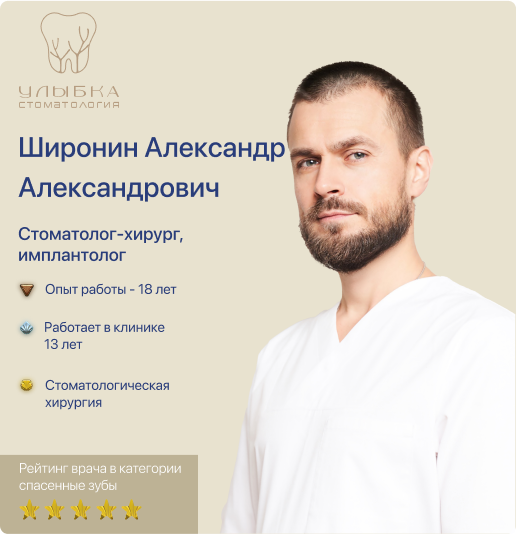 УЛЫБКА
СТОМАТОЛОГИЯ
Широнин Александр
Александрович
Стоматолог-хирург,
имплантолог
Опыт работы - 18 лет
Работает в клинике
13 лет
Стоматологическая
хирургия
Рейтинг врача в категории
спасенные зубы